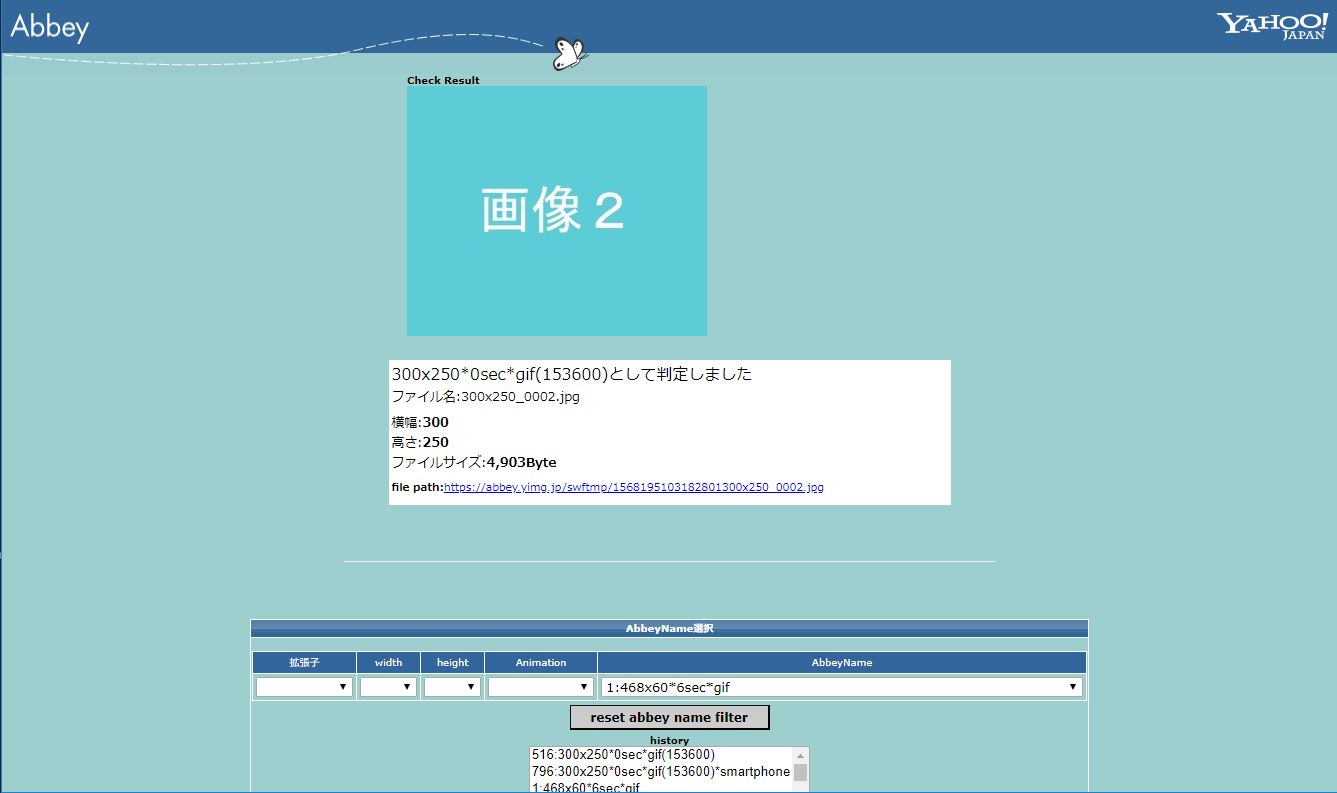 Abbey
YAHOO!
JAPAN
Check Result
画像２
300x250*0sec*gif(153600)として判定しました
ファイル名:300x250_0002.jpg
横幅:300
高さ:250
ファイルサイズ:4,903Byte
file path:https://abbey.yimg.jp/swftmp/1568195103182801300x250_0002.jpg
AbbeyName選択
拡張子 width height Animation AbbeyName
1:468x60*6sec*gif
reset abbey name filter
history
516:300x250*0sec*gif(153600)
796:300x250*0sec*gif(153600)*smartphone
1:468x60*6sec*gif